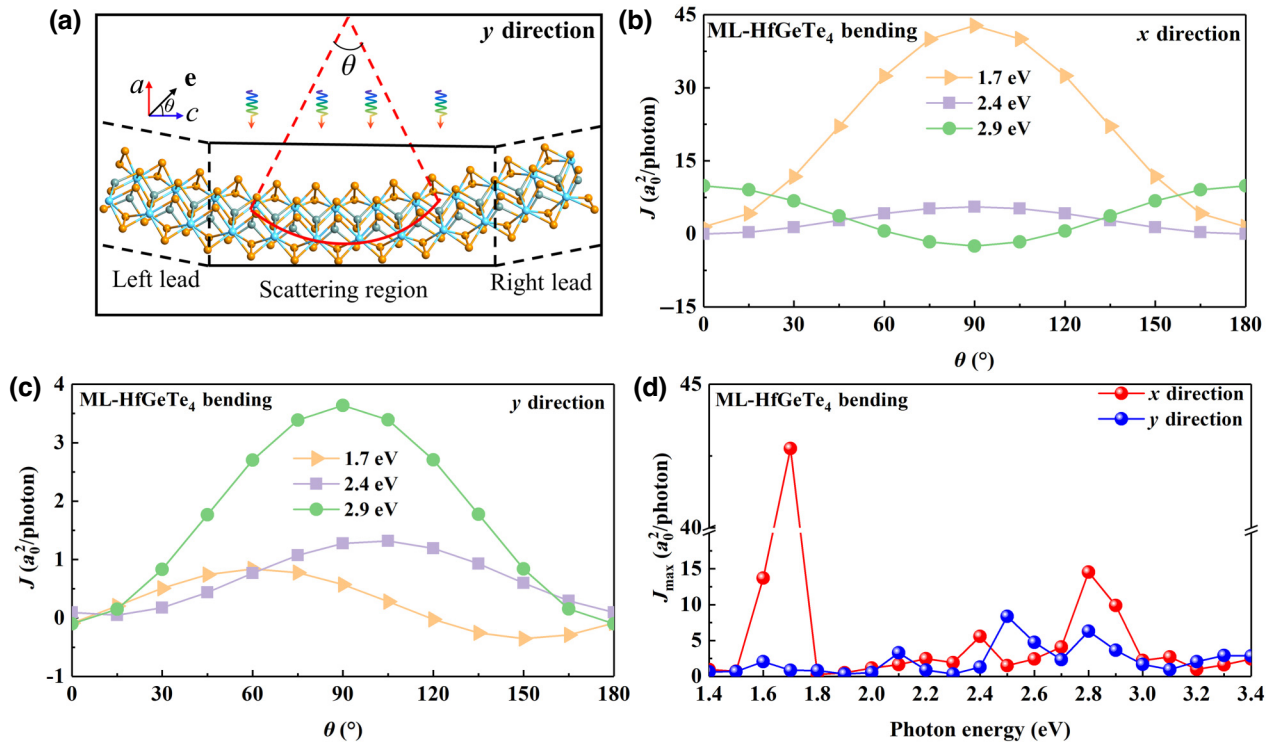 (a)
y direction
θ
a
e
θ
c
Left lead
Scattering region
Right lead
(b)
ML-HfGeTe₄ bending
x direction
1.7 eV
2.4 eV
2.9 eV
J (a₀²/photon)
45
30
15
0
−15
0 30 60 90 120 150 180
θ (°)
(c)
ML-HfGeTe₄ bending
y direction
1.7 eV
2.4 eV
2.9 eV
J (a₀²/photon)
4
3
2
1
0
-1
0 30 60 90 120 150 180
θ (°)
(d)
ML-HfGeTe₄ bending
x direction
y direction
Jmax (a₀²/photon)
45
40
15
10
5
0
1.4 1.6 1.8 2.0 2.2 2.4 2.6 2.8 3.0 3.2 3.4
Photon energy (eV)